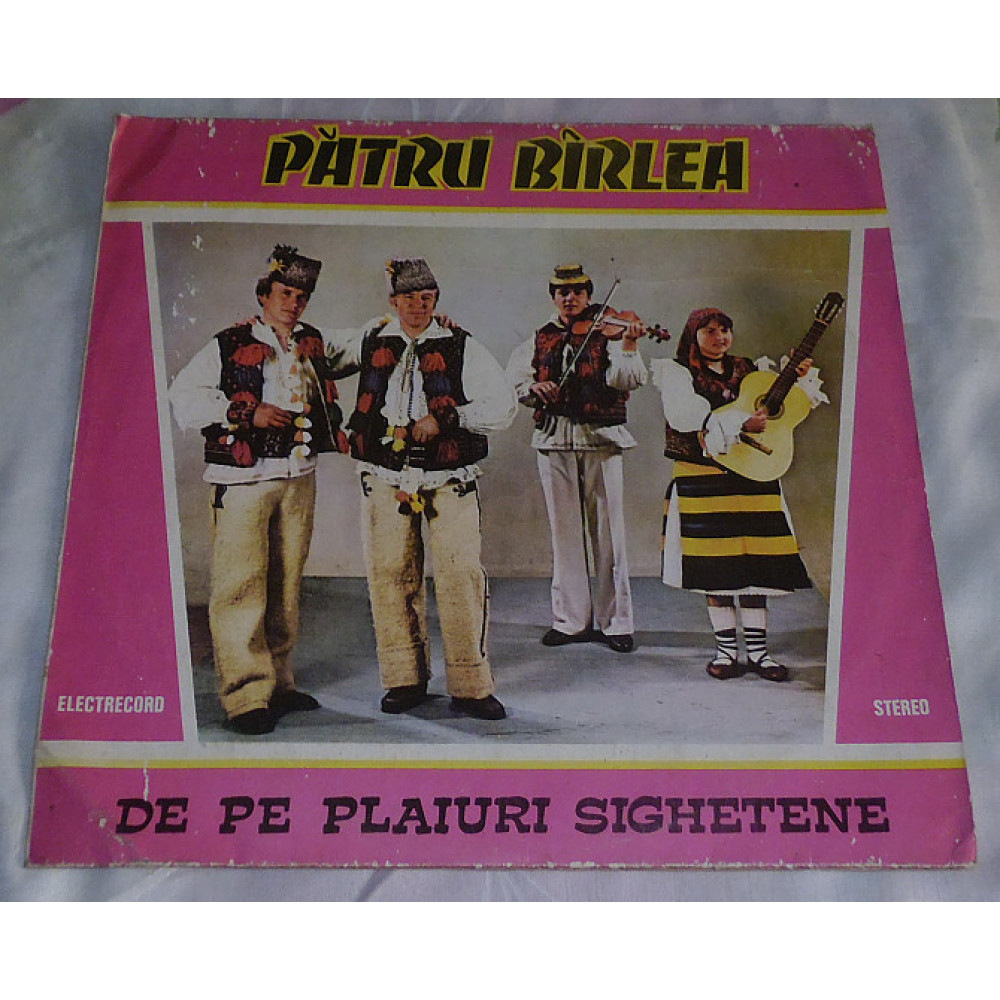 PĂTRU BÎRLEA
ELECTRECORD
STEREO
DE PE PLAIURI SIGHETENE